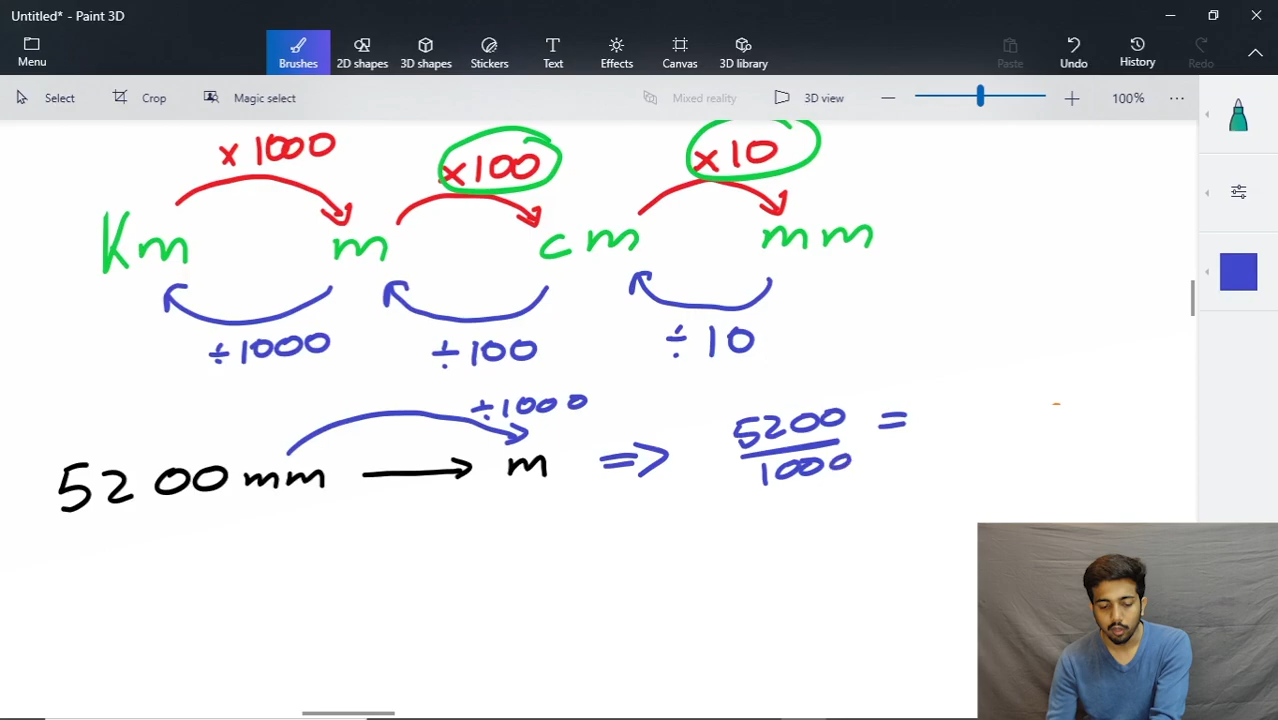 Untitled* - Paint 3D
Menu
Brushes
2D shapes
3D shapes
Stickers
Text
Effects
Canvas
3D library
Paste
Undo
History
Redo
Select
Crop
Magic select
Mixed reality
3D view
100%
×1000 ×100 ×10
Km m cm mm
÷1000 ÷100 ÷10
÷1000
5200 mm → m ⇒ 5200 =
1000